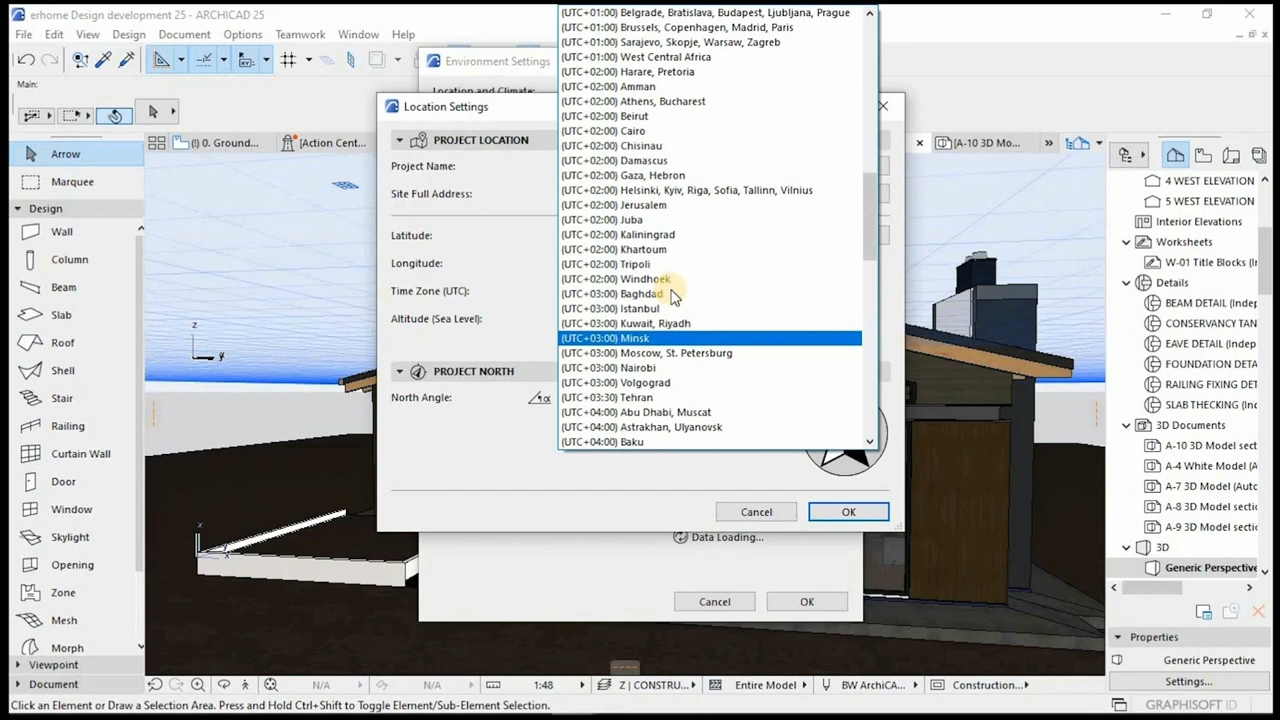 erhome Design development 25 - ARCHICAD 25
File Edit View Design Document Options Teamwork Window Help
Main:
(!) 0. Ground...
[Action Cent...
[A-10 3D Mo...
Arrow
Marquee
Design
Wall
Column
Beam
Slab
Roof
Shell
Stair
Railing
Curtain Wall
Door
Window
Skylight
Opening
Zone
Mesh
Morph
Viewpoint
Document
Environment Settings
Location and Climate:
Data Loading...
Cancel
OK
Location Settings
PROJECT LOCATION
Project Name:
Site Full Address:
Latitude:
Longitude:
Time Zone (UTC):
Altitude (Sea Level):
PROJECT NORTH
North Angle:
α
Cancel
OK
(UTC+01:00) Belgrade, Bratislava, Budapest, Ljubljana, Prague
(UTC+01:00) Brussels, Copenhagen, Madrid, Paris
(UTC+01:00) Sarajevo, Skopje, Warsaw, Zagreb
(UTC+01:00) West Central Africa
(UTC+02:00) Harare, Pretoria
(UTC+02:00) Amman
(UTC+02:00) Athens, Bucharest
(UTC+02:00) Beirut
(UTC+02:00) Cairo
(UTC+02:00) Chisinau
(UTC+02:00) Damascus
(UTC+02:00) Gaza, Hebron
(UTC+02:00) Helsinki, Kyiv, Riga, Sofia, Tallinn, Vilnius
(UTC+02:00) Jerusalem
(UTC+02:00) Juba
(UTC+02:00) Kaliningrad
(UTC+02:00) Khartoum
(UTC+02:00) Tripoli
(UTC+02:00) Windhoek
(UTC+03:00) Baghdad
(UTC+03:00) Istanbul
(UTC+03:00) Kuwait, Riyadh
(UTC+03:00) Minsk
(UTC+03:00) Moscow, St. Petersburg
(UTC+03:00) Nairobi
(UTC+03:00) Volgograd
(UTC+03:30) Tehran
(UTC+04:00) Abu Dhabi, Muscat
(UTC+04:00) Astrakhan, Ulyanovsk
(UTC+04:00) Baku
z
y
x
4 WEST ELEVATION
5 WEST ELEVATION
Interior Elevations
Worksheets
W-01 Title Blocks (In
Details
BEAM DETAIL (Indep
CONSERVANCY TAN
EAVE DETAIL (Indep
FOUNDATION DETAI
RAILING FIXING DET
SLAB THECKING (Inc
3D Documents
A-10 3D Model sect
A-4 White Model (A
A-7 3D Model (Auto
A-8 3D Model sectio
A-9 3D Model sectio
3D
Generic Perspective
Properties
Generic Perspective
Settings...
N/A
N/A
1:48
Z | CONSTRU...
Entire Model
BW ArchiCA...
Construction...
Click an Element or Draw a Selection Area. Press and Hold Ctrl+Shift to Toggle Element/Sub-Element Selection.
GRAPHISOFT ID